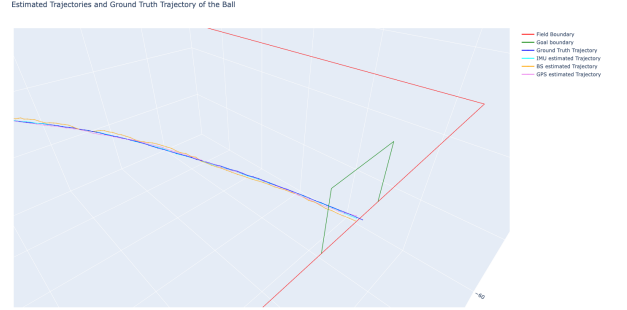 Estimated Trajectories and Ground Truth Trajectory of the Ball
Field Boundary
Goal boundary
Ground Truth Trajectory
IMU estimated Trajectory
BS estimated Trajectory
GPS estimated Trajectory
−60